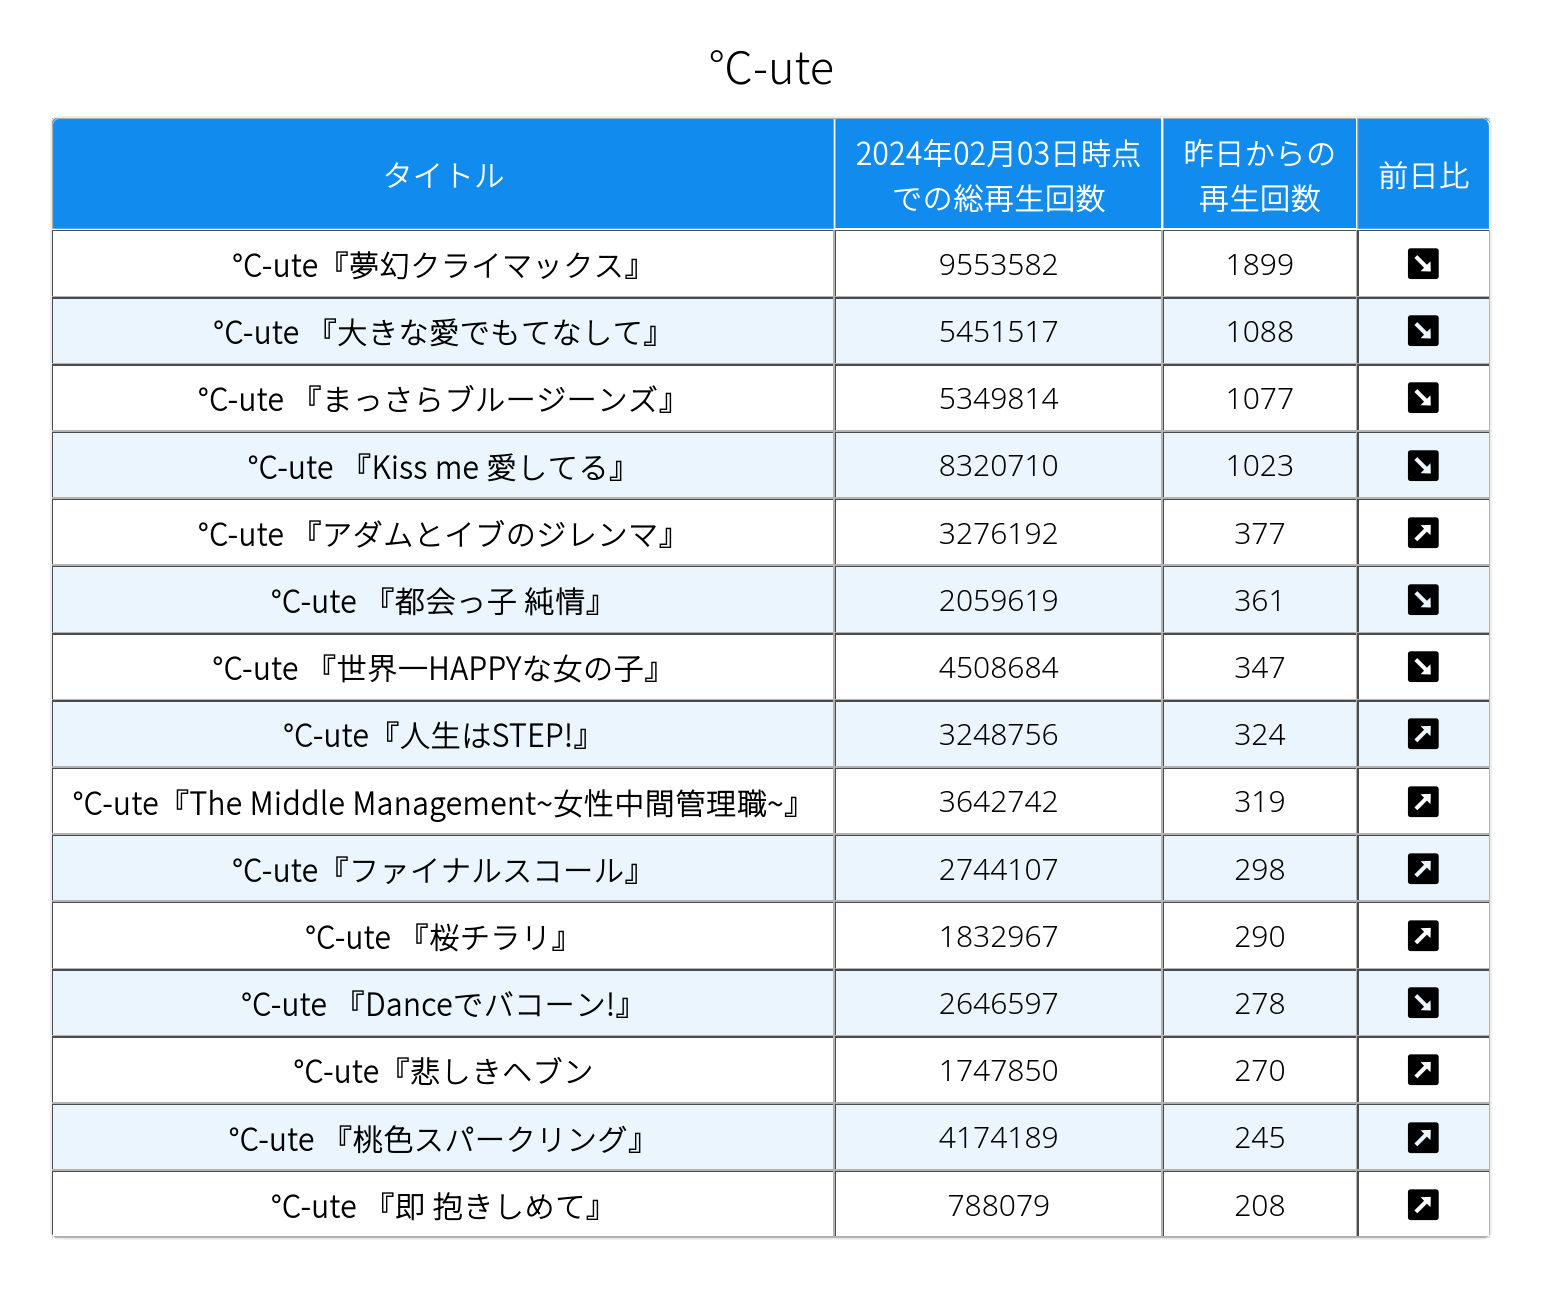 ℃-ute
タイトル
2024年02月03日時点
での総再生回数
昨日からの
再生回数
前日比
℃-ute『夢幻クライマックス』 9553582 1899 ↘
℃-ute 『大きな愛でもてなして』 5451517 1088 ↘
℃-ute 『まっさらブルージーンズ』 5349814 1077 ↘
℃-ute 『Kiss me 愛してる』 8320710 1023 ↘
℃-ute 『アダムとイブのジレンマ』 3276192 377 ↗
℃-ute 『都会っ子 純情』 2059619 361 ↘
℃-ute 『世界一HAPPYな女の子』 4508684 347 ↘
℃-ute『人生はSTEP!』 3248756 324 ↗
℃-ute『The Middle Management~女性中間管理職~』 3642742 319 ↗
℃-ute『ファイナルスコール』 2744107 298 ↗
℃-ute 『桜チラリ』 1832967 290 ↗
℃-ute 『Danceでバコーン!』 2646597 278 ↘
℃-ute『悲しきヘブン 1747850 270 ↗
℃-ute 『桃色スパークリング』 4174189 245 ↗
℃-ute 『即 抱きしめて』 788079 208 ↗